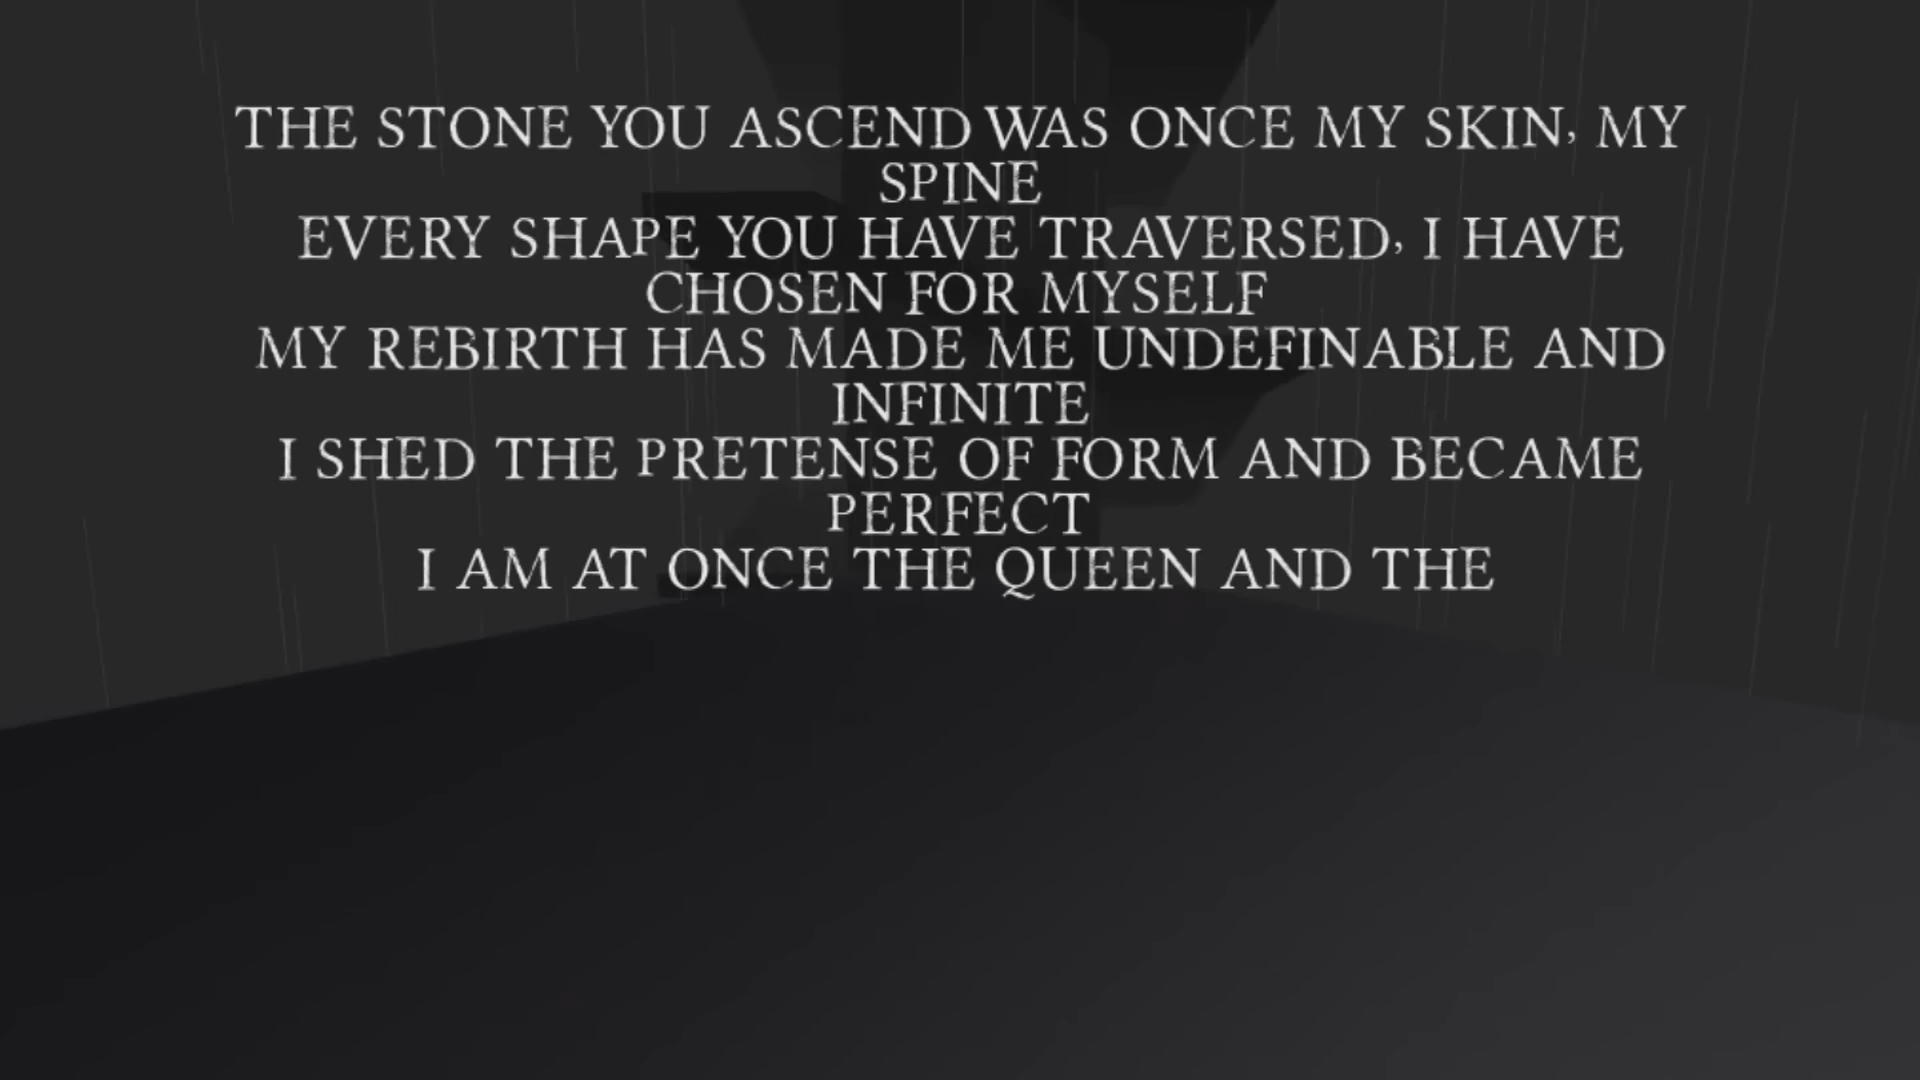 THE STONE YOU ASCEND WAS ONCE MY SKIN, MY
SPINE
EVERY SHAPE YOU HAVE TRAVERSED, I HAVE
CHOSEN FOR MYSELF
MY REBIRTH HAS MADE ME UNDEFINABLE AND
INFINITE
I SHED THE PRETENSE OF FORM AND BECAME
PERFECT
I AM AT ONCE THE QUEEN AND THE